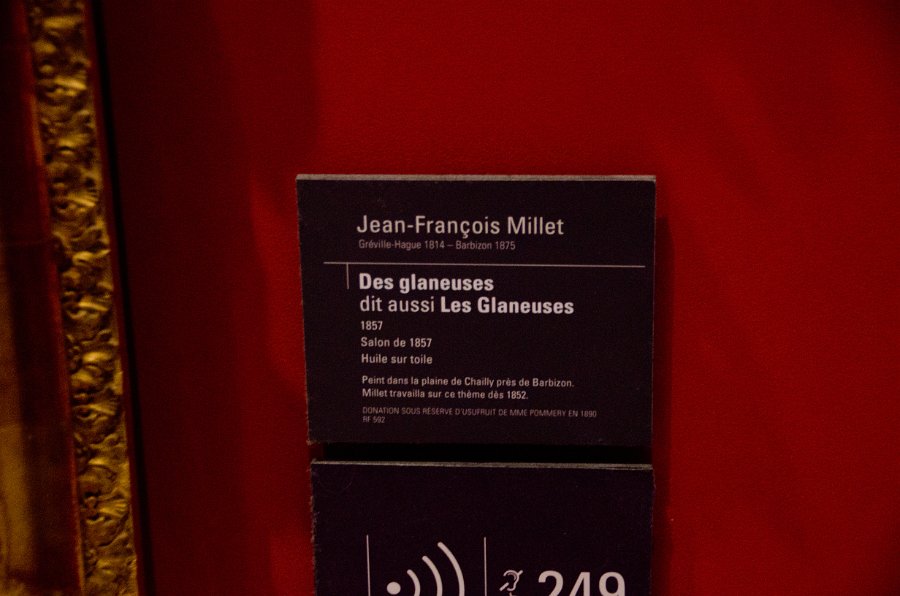 Jean-François Millet
Gréville-Hague 1814 – Barbizon 1875
Des glaneuses
dit aussi Les Glaneuses
1857
Salon de 1857
Huile sur toile
Peint dans la plaine de Chailly près de Barbizon.
Millet travailla sur ce thème dès 1852.
DONATION SOUS RÉSERVE D'USUFRUIT DE MME POMMERY EN 1890
RF 592
249